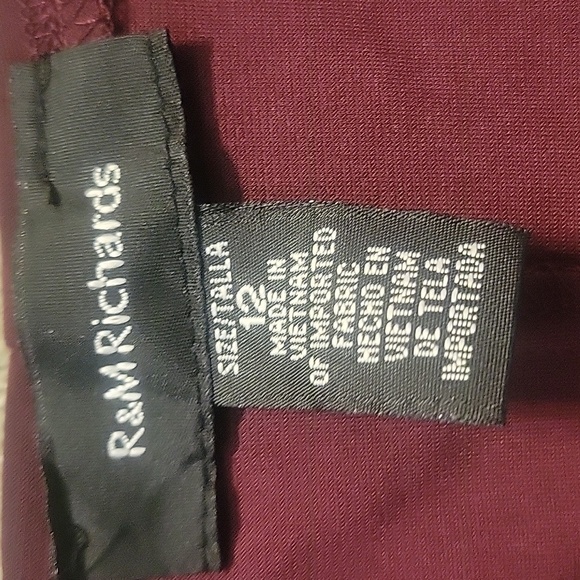 R&M Richards
SIZE/TALLA
12
MADE IN
VIETNAM
OF IMPORTED
FABRIC
HECHO EN
VIETNAM
DE TELA
IMPORTADA